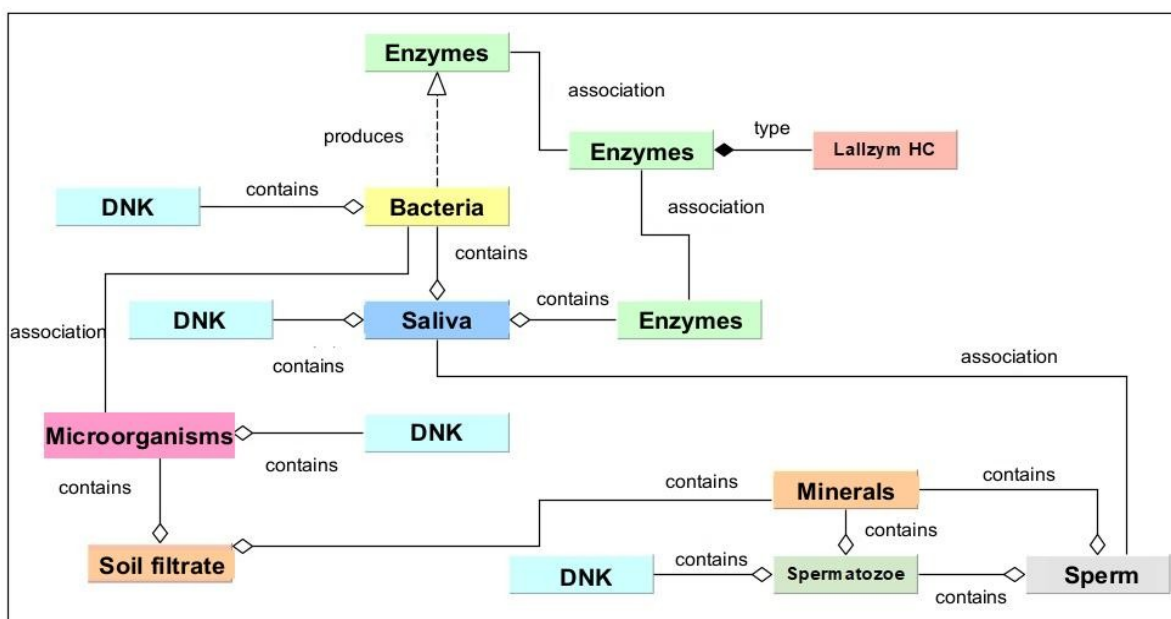 Enzymes
association
produces
Enzymes
type
Lallzym HC
contains
DNK
Bacteria
association
contains
contains
DNK
Saliva
Enzymes
association
contains
association
Microorganisms
DNK
contains
contains
contains
Minerals
contains
contains
contains
Soil filtrate
DNK
Spermatozoe
Sperm
contains